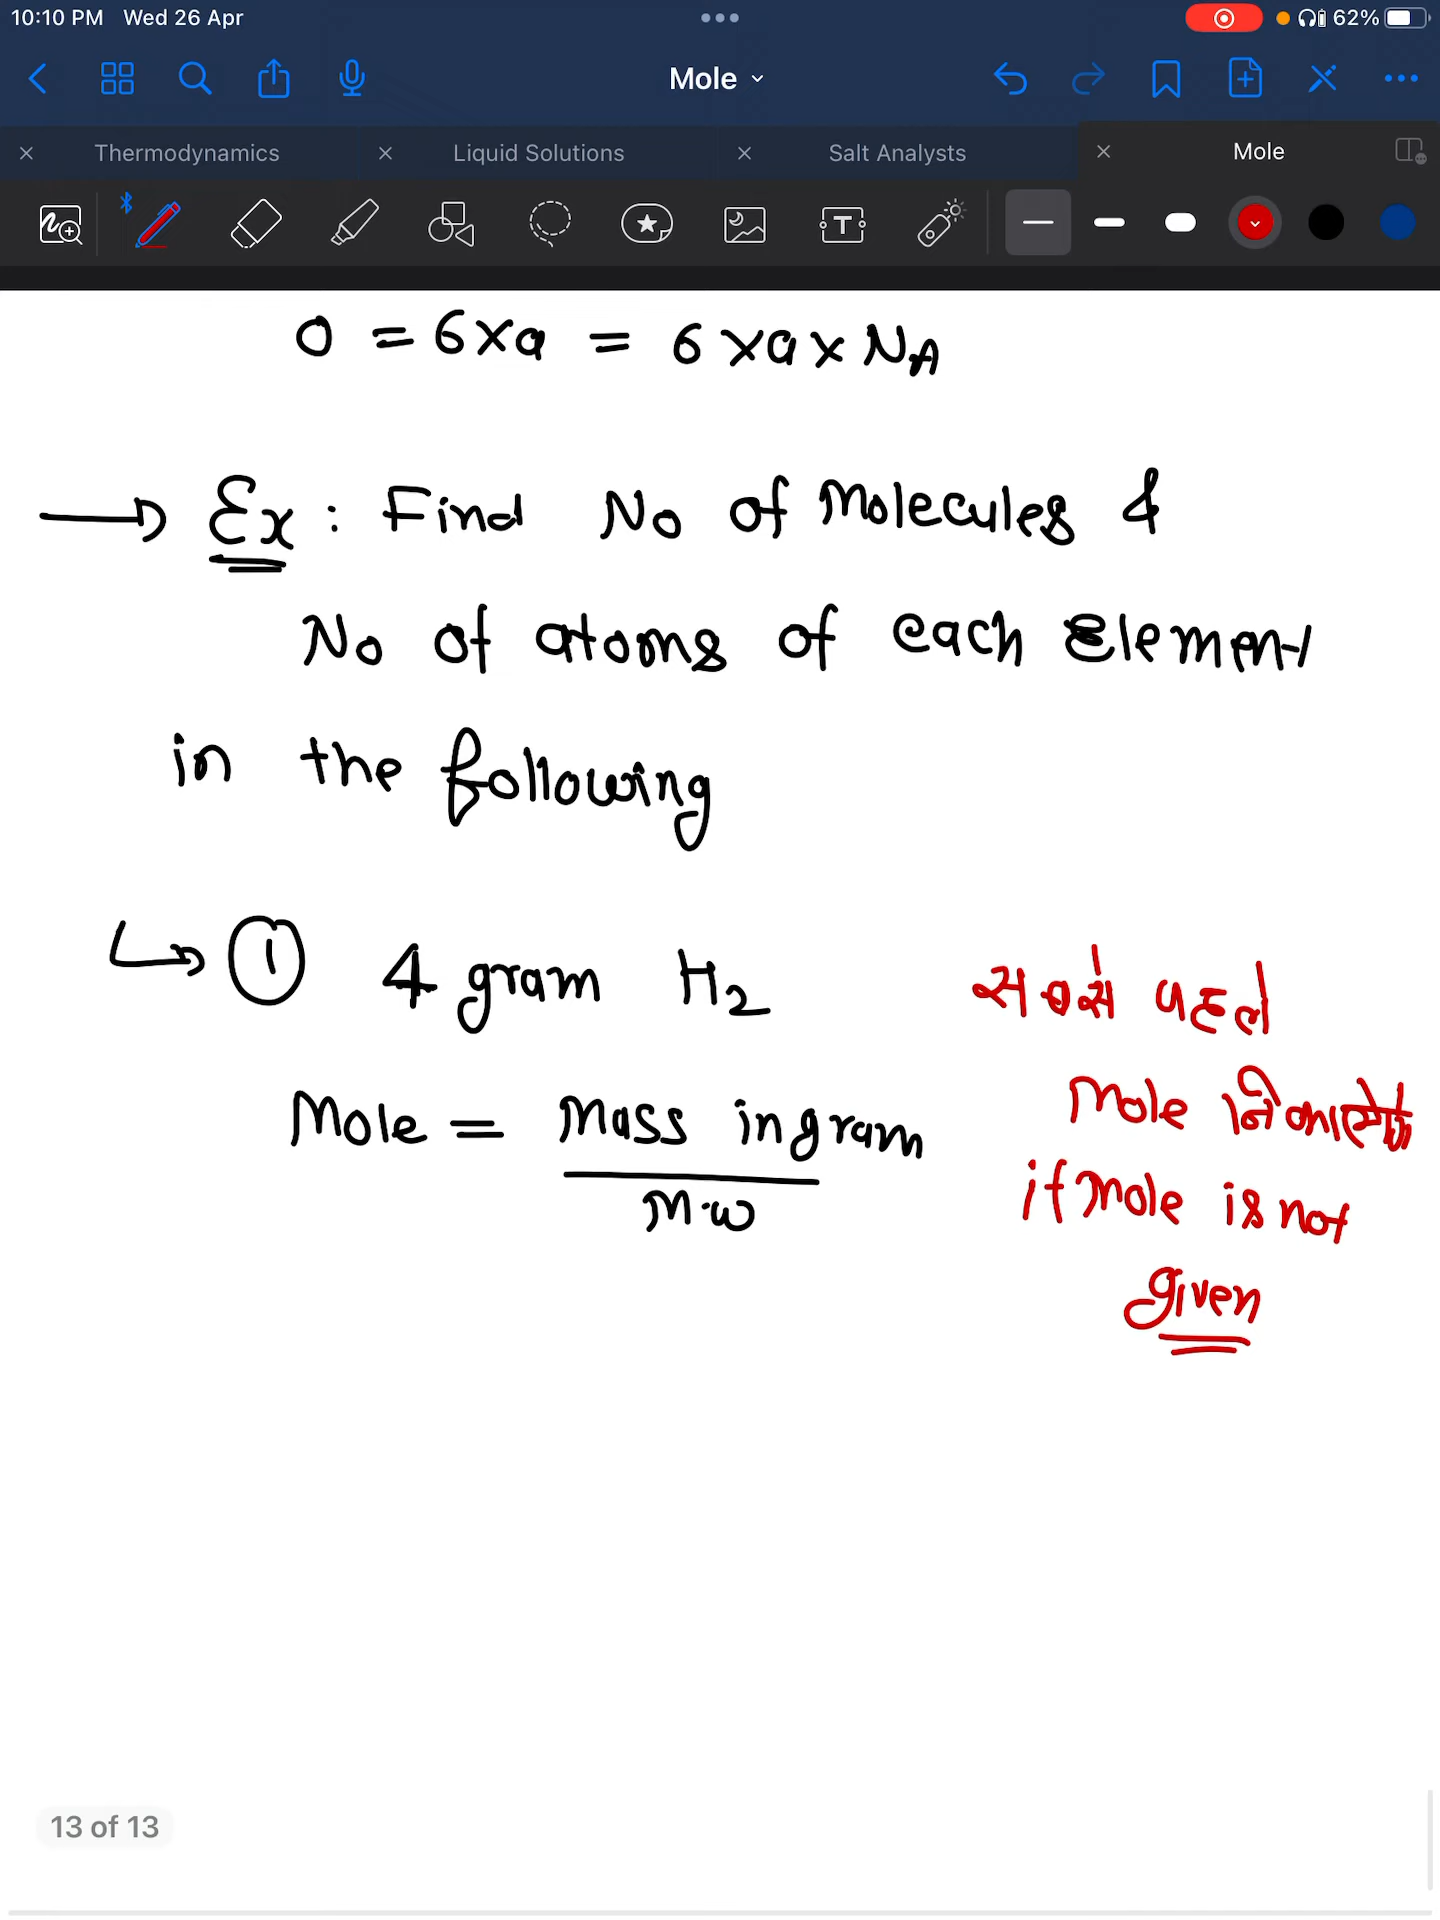 10:10 PM Wed 26 Apr
62%
Mole
Thermodynamics
Liquid Solutions
Salt Analysts
Mole
T
O = 6×a = 6×a×NA
→ Ex : Find No of Molecules &
No of atoms of each Element
in the following
① 4 gram H2
सबसे पहले
Mole = Mass in gram
M.w
Mole निकालेंगे
if Mole is not
given
13 of 13